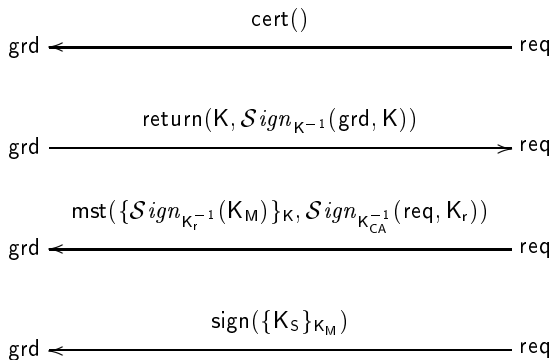 cert()
grd req
return(K, Sign_{K^{-1}}(grd, K))
grd req
mst({Sign_{K_r^{-1}}(K_M)}_K, Sign_{K_{CA}^{-1}}(req, K_r))
grd req
sign({K_S}_{K_M})
grd req